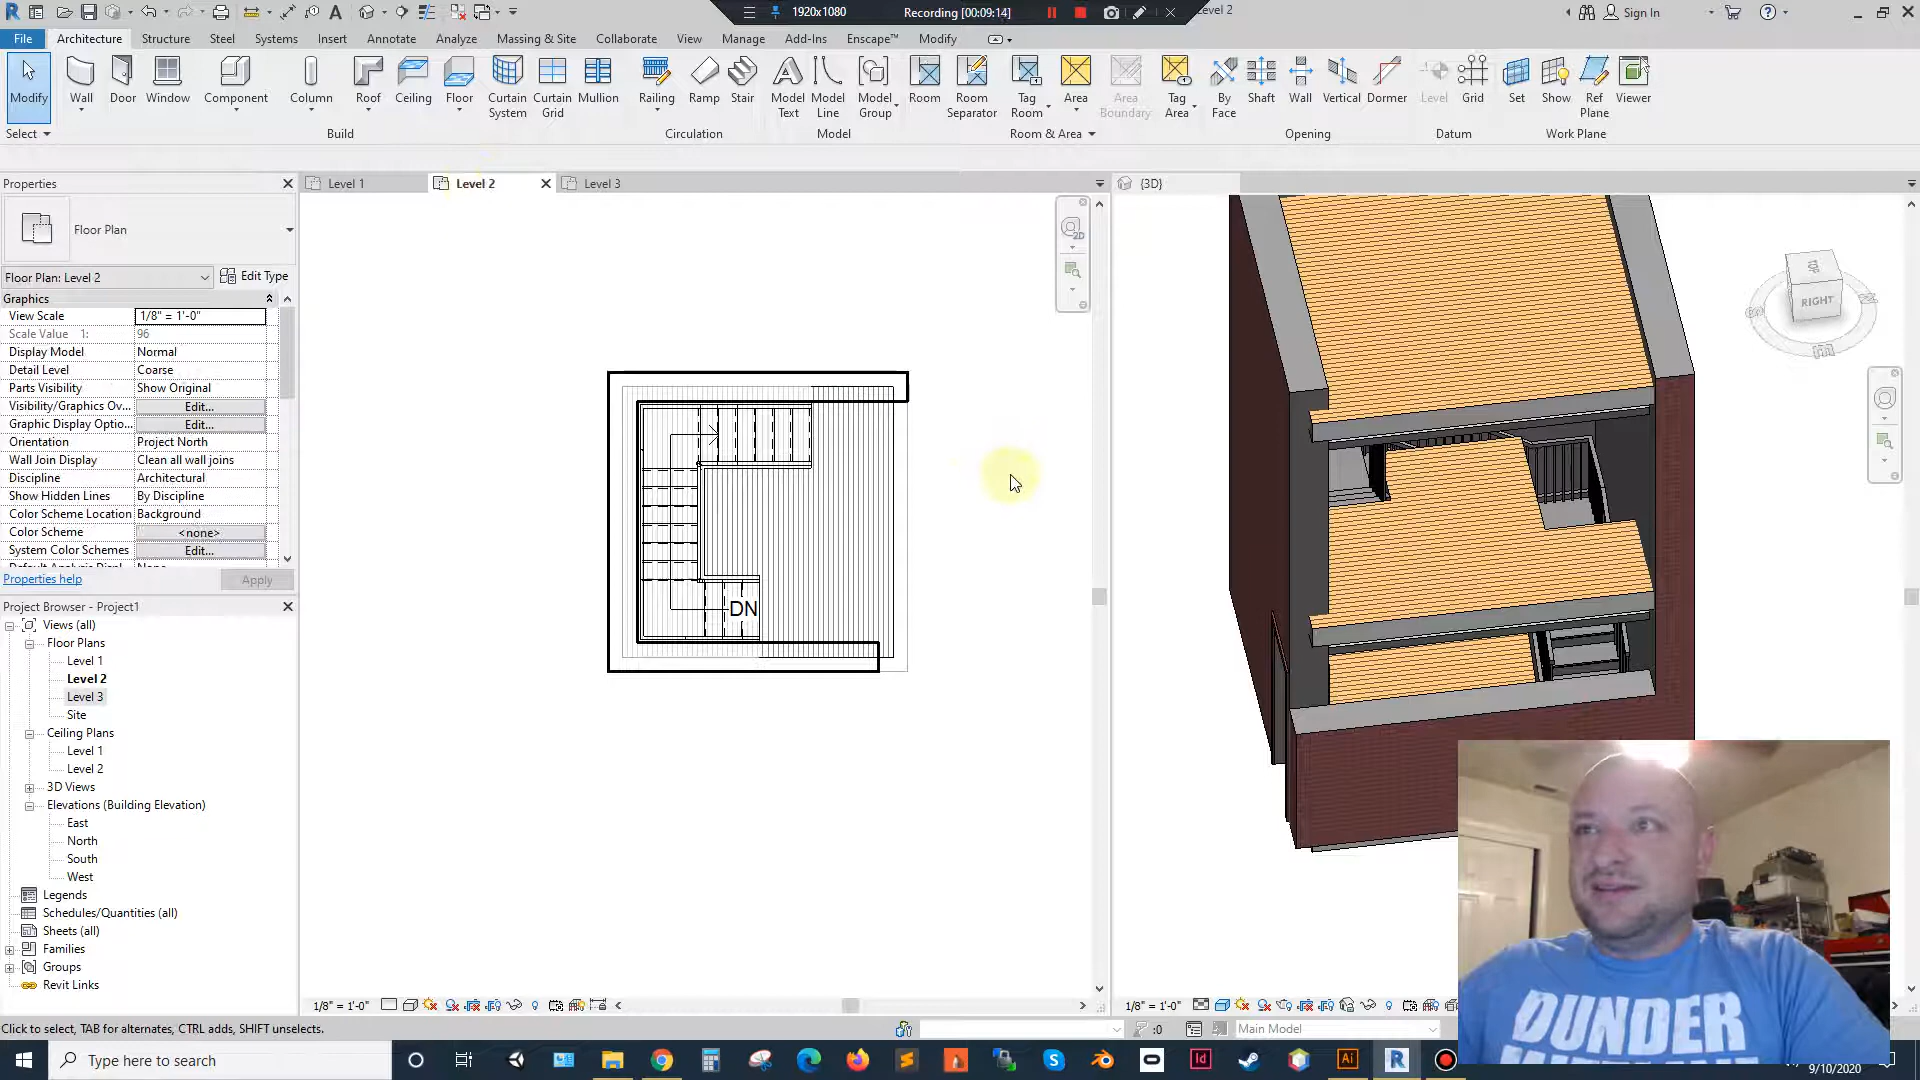 1920x1080
Recording [00:09:14]
Level 2
Sign In
File
Architecture
Structure
Steel
Systems
Insert
Annotate
Analyze
Massing & Site
Collaborate
View
Manage
Add-Ins
Enscape™
Modify
Modify
Wall
Door
Window
Component
Column
Roof
Ceiling
Floor
Curtain System
Curtain Grid
Mullion
Railing
Ramp
Stair
Model Text
Model Line
Model Group
Room
Room Separator
Tag Room
Area
Area Boundary
Tag Area
By Face
Shaft
Wall
Vertical
Dormer
Level
Grid
Set
Show
Ref Plane
Viewer
Select
Build
Circulation
Model
Room & Area
Opening
Datum
Work Plane
Properties
Level 1
Level 2
Level 3
{3D}
Floor Plan
Floor Plan: Level 2
Edit Type
Graphics
View Scale 1/8" = 1'-0"
Scale Value 1: 96
Display Model Normal
Detail Level Coarse
Parts Visibility Show Original
Visibility/Graphics Ov... Edit...
Graphic Display Optio... Edit...
Orientation Project North
Wall Join Display Clean all wall joins
Discipline Architectural
Show Hidden Lines By Discipline
Color Scheme Location Background
Color Scheme <none>
System Color Schemes Edit...
Properties help
Apply
Project Browser - Project1
Views (all)
Floor Plans
Level 1
Level 2
Level 3
Site
Ceiling Plans
Level 1
Level 2
3D Views
Elevations (Building Elevation)
East
North
South
West
Legends
Schedules/Quantities (all)
Sheets (all)
Families
Groups
Revit Links
2D
DN
TOP
RIGHT
1/8" = 1'-0"
1/8" = 1'-0"
Click to select, TAB for alternates, CTRL adds, SHIFT unselects.
:0
Main Model
DUNDER
Type here to search
9/10/2020